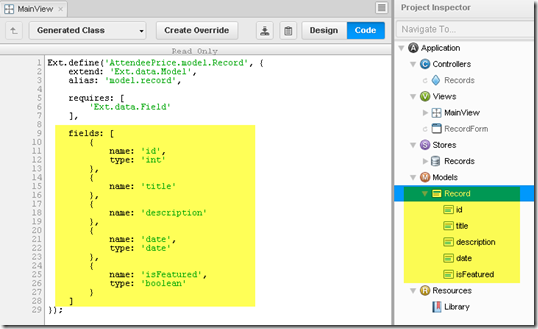 MainView ×
Generated Class
Create Override
Design
Code
Read Only
1 Ext.define('AttendeePrice.model.Record', {
2 extend: 'Ext.data.Model',
3 alias: 'model.record',
4
5 requires: [
6 'Ext.data.Field'
7 ],
8
9 fields: [
10 {
11 name: 'id',
12 type: 'int'
13 },
14 {
15 name: 'title'
16 },
17 {
18 name: 'description'
19 },
20 {
21 name: 'date',
22 type: 'date'
23 },
24 {
25 name: 'isFeatured',
26 type: 'boolean'
27 }
28 ]
29 });
Project Inspector
Navigate To...
Application
C Controllers
Records
V Views
MainView
RecordForm
S Stores
Records
M Models
Record
id
title
description
date
isFeatured
R Resources
Library